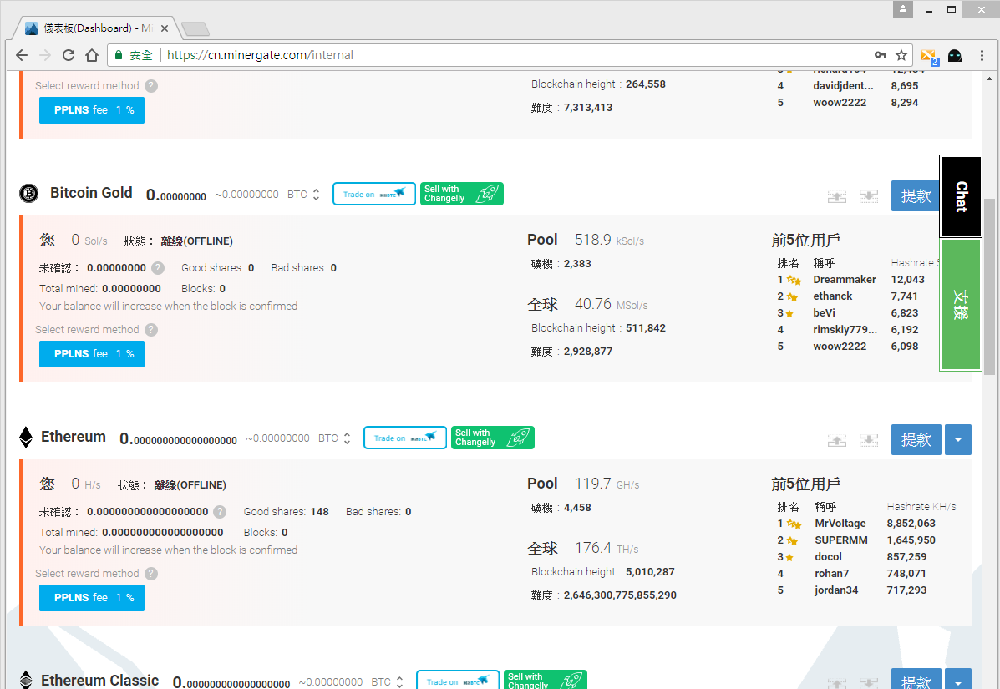 儀表板(Dashboard) - Mi
安全 https://cn.minergate.com/internal
2
Select reward method ?
PPLNS fee 1 %
Blockchain height : 264,558
難度 : 7,313,413
4 davidjdent... 8,695
5 woow2222 8,294
Bitcoin Gold 0.00000000 ~0.00000000 BTC Trade on Sell with Changelly 提款
Chat
支援
您 0 Sol/s 狀態： 離線(OFFLINE)
未確認： 0.00000000 ? Good shares: 0 Bad shares: 0
Total mined: 0.00000000 Blocks: 0
Your balance will increase when the block is confirmed
Select reward method ?
PPLNS fee 1 %
Pool 518.9 kSol/s
礦機 : 2,383
全球 40.76 MSol/s
Blockchain height : 511,842
難度 : 2,928,877
前5位用戶
排名 稱呼 Hashrate
1 Dreammaker 12,043
2 ethanck 7,741
3 beVi 6,823
4 rimskiy779... 6,192
5 woow2222 6,098
Ethereum 0.000000000000000000 ~0.00000000 BTC Trade on Sell with Changelly 提款
您 0 H/s 狀態： 離線(OFFLINE)
未確認： 0.000000000000000000 ? Good shares: 148 Bad shares: 0
Total mined: 0.000000000000000000 Blocks: 0
Your balance will increase when the block is confirmed
Select reward method ?
PPLNS fee 1 %
Pool 119.7 GH/s
礦機 : 4,458
全球 176.4 TH/s
Blockchain height : 5,010,287
難度 : 2,646,300,775,855,290
前5位用戶
排名 稱呼 Hashrate KH/s
1 MrVoltage 8,852,063
2 SUPERMM 1,645,950
3 docol 857,259
4 rohan7 748,071
5 jordan34 717,293
Ethereum Classic 0.000000000000000000 ~0.00000000 BTC Trade on Sell with Changelly 提款